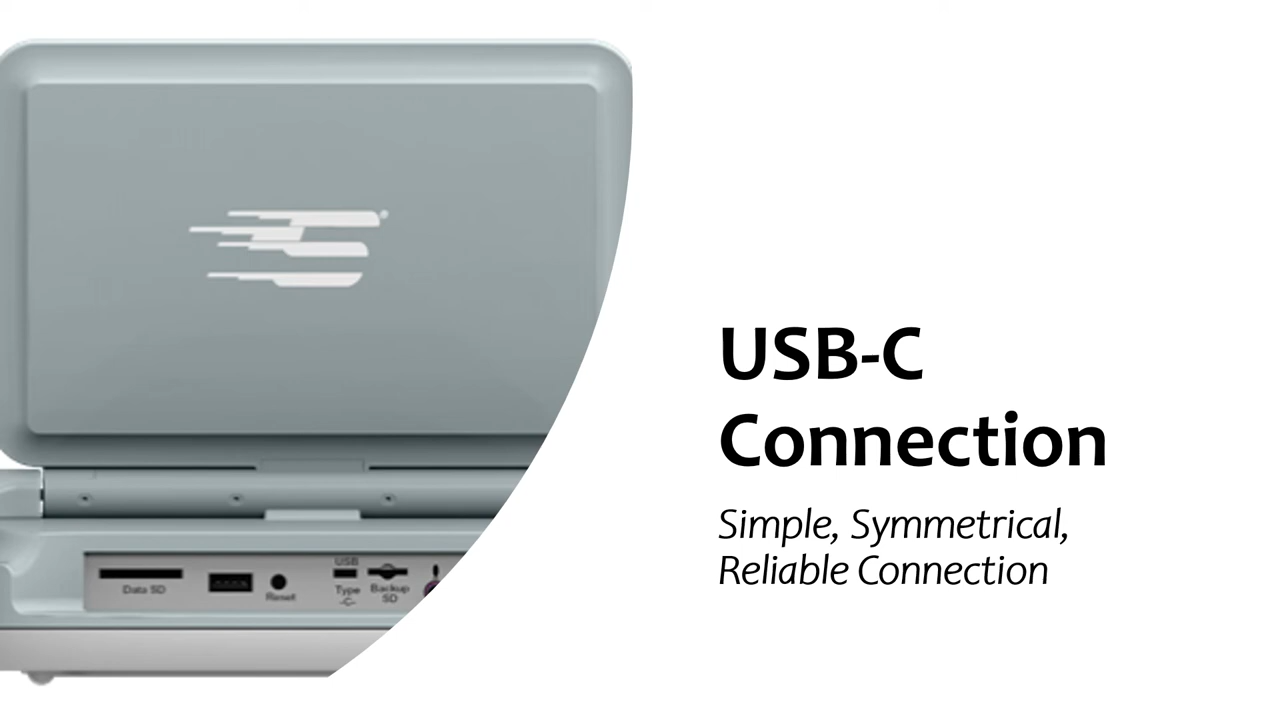 USB-C
Connection
Simple, Symmetrical,
Reliable Connection
Data SD
Reset
USB
Type
-C-
Backup
SD